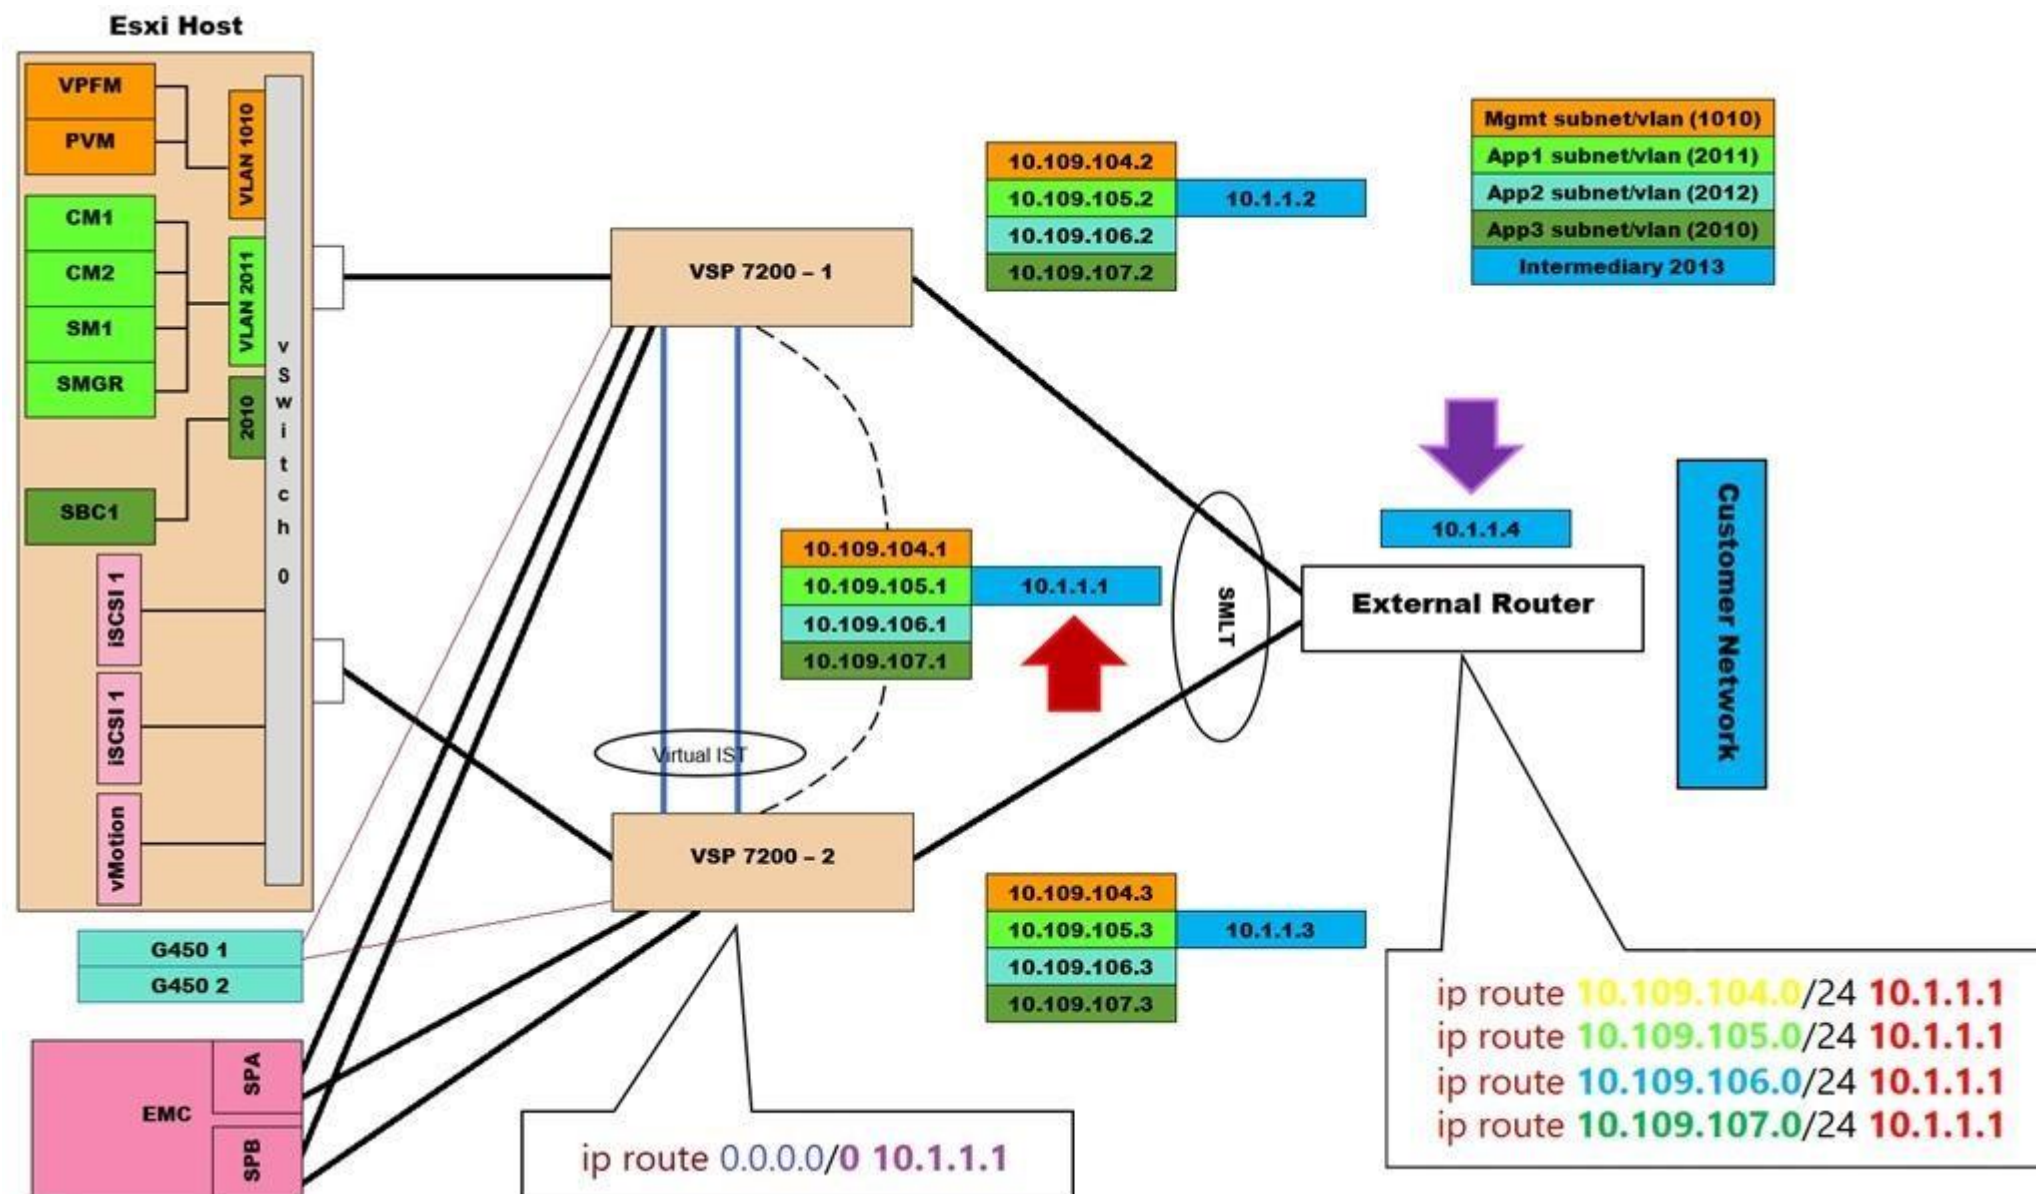 Esxi Host
VPFM
PVM
VLAN 1010
CM1
CM2
SM1
SMGR
VLAN 2011
2010
SBC1
iSCSI 1
iSCSI 1
vMotion
vSwitch 0
G450 1
G450 2
EMC
SPA
SPB
VSP 7200 – 1
Virtual IST
VSP 7200 – 2
10.109.104.2
10.109.105.2
10.1.1.2
10.109.106.2
10.109.107.2
10.109.104.1
10.109.105.1
10.1.1.1
10.109.106.1
10.109.107.1
10.109.104.3
10.109.105.3
10.1.1.3
10.109.106.3
10.109.107.3
SMLT
Mgmt subnet/vlan (1010)
App1 subnet/vlan (2011)
App2 subnet/vlan (2012)
App3 subnet/vlan (2010)
Intermediary 2013
10.1.1.4
External Router
Customer Network
ip route 0.0.0.0/0 10.1.1.1
ip route 10.109.104.0/24 10.1.1.1
ip route 10.109.105.0/24 10.1.1.1
ip route 10.109.106.0/24 10.1.1.1
ip route 10.109.107.0/24 10.1.1.1